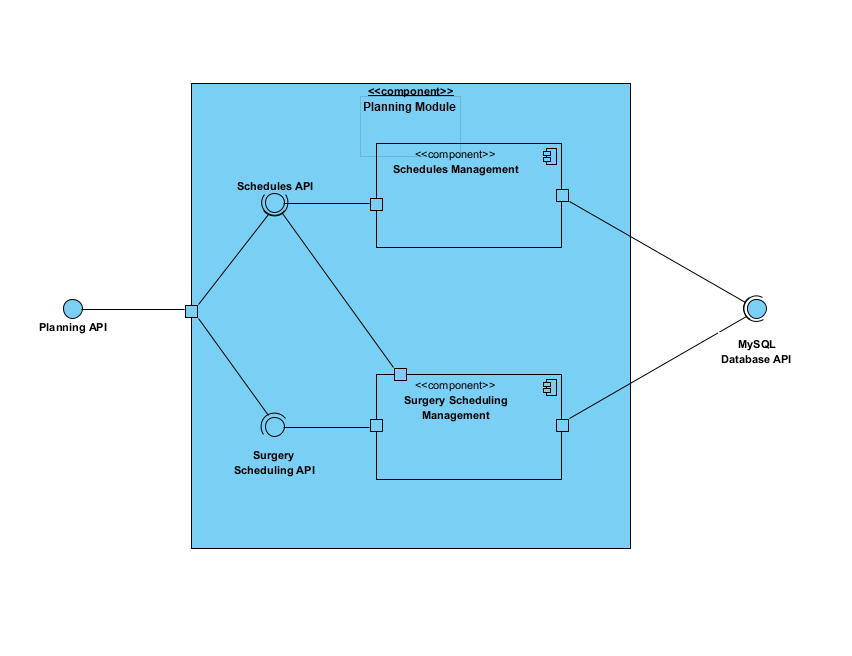 <<component>>
Planning Module
<<component>>
Schedules Management
Schedules API
Planning API
MySQL
Database API
<<component>>
Surgery Scheduling
Management
Surgery
Scheduling API